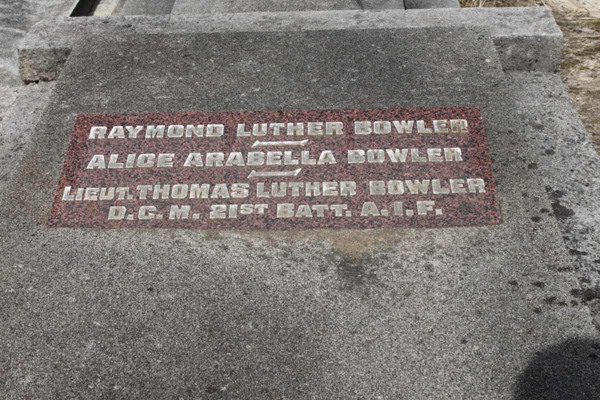 RAYMOND LUTHER BOWLER
ALICE ARABELLA BOWLER
LIEUT. THOMAS LUTHER BOWLER
D.C.M. 21ST BATT. A.I.F.